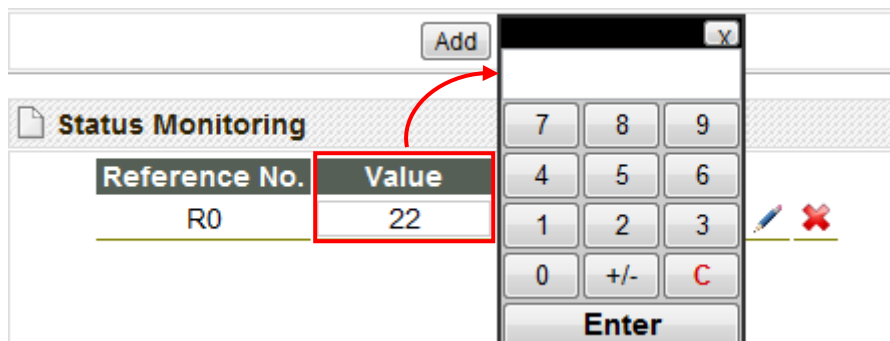 Add
X
Status Monitoring
7 8 9
Reference No. Value
4 5 6
R0 22
1 2 3
0 +/- C
Enter